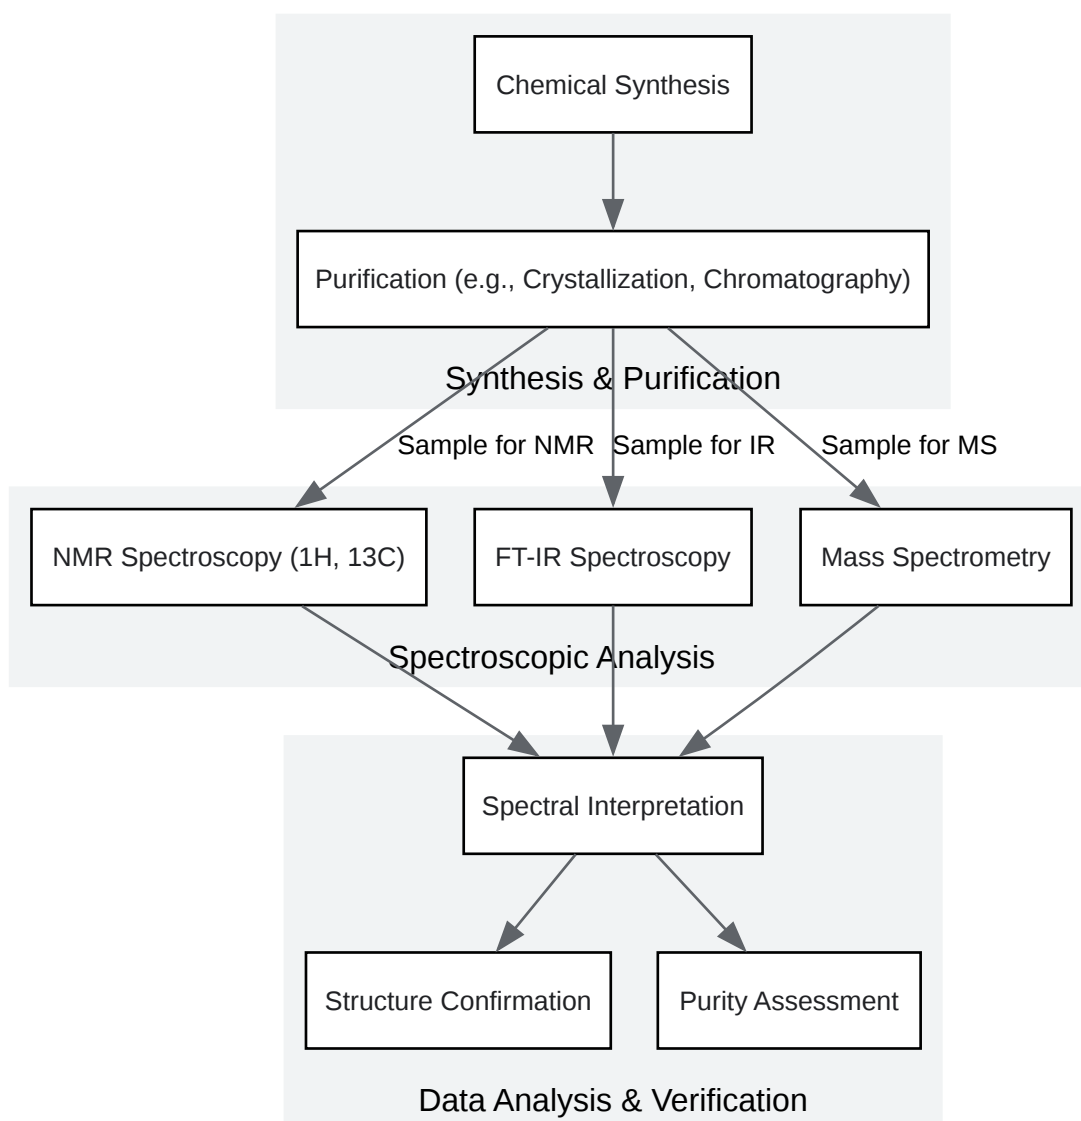 Chemical Synthesis
Purification (e.g., Crystallization, Chromatography)
Synthesis & Purification
Sample for NMR
Sample for IR
Sample for MS
NMR Spectroscopy (1H, 13C)
FT-IR Spectroscopy
Mass Spectrometry
Spectroscopic Analysis
Spectral Interpretation
Structure Confirmation
Purity Assessment
Data Analysis & Verification